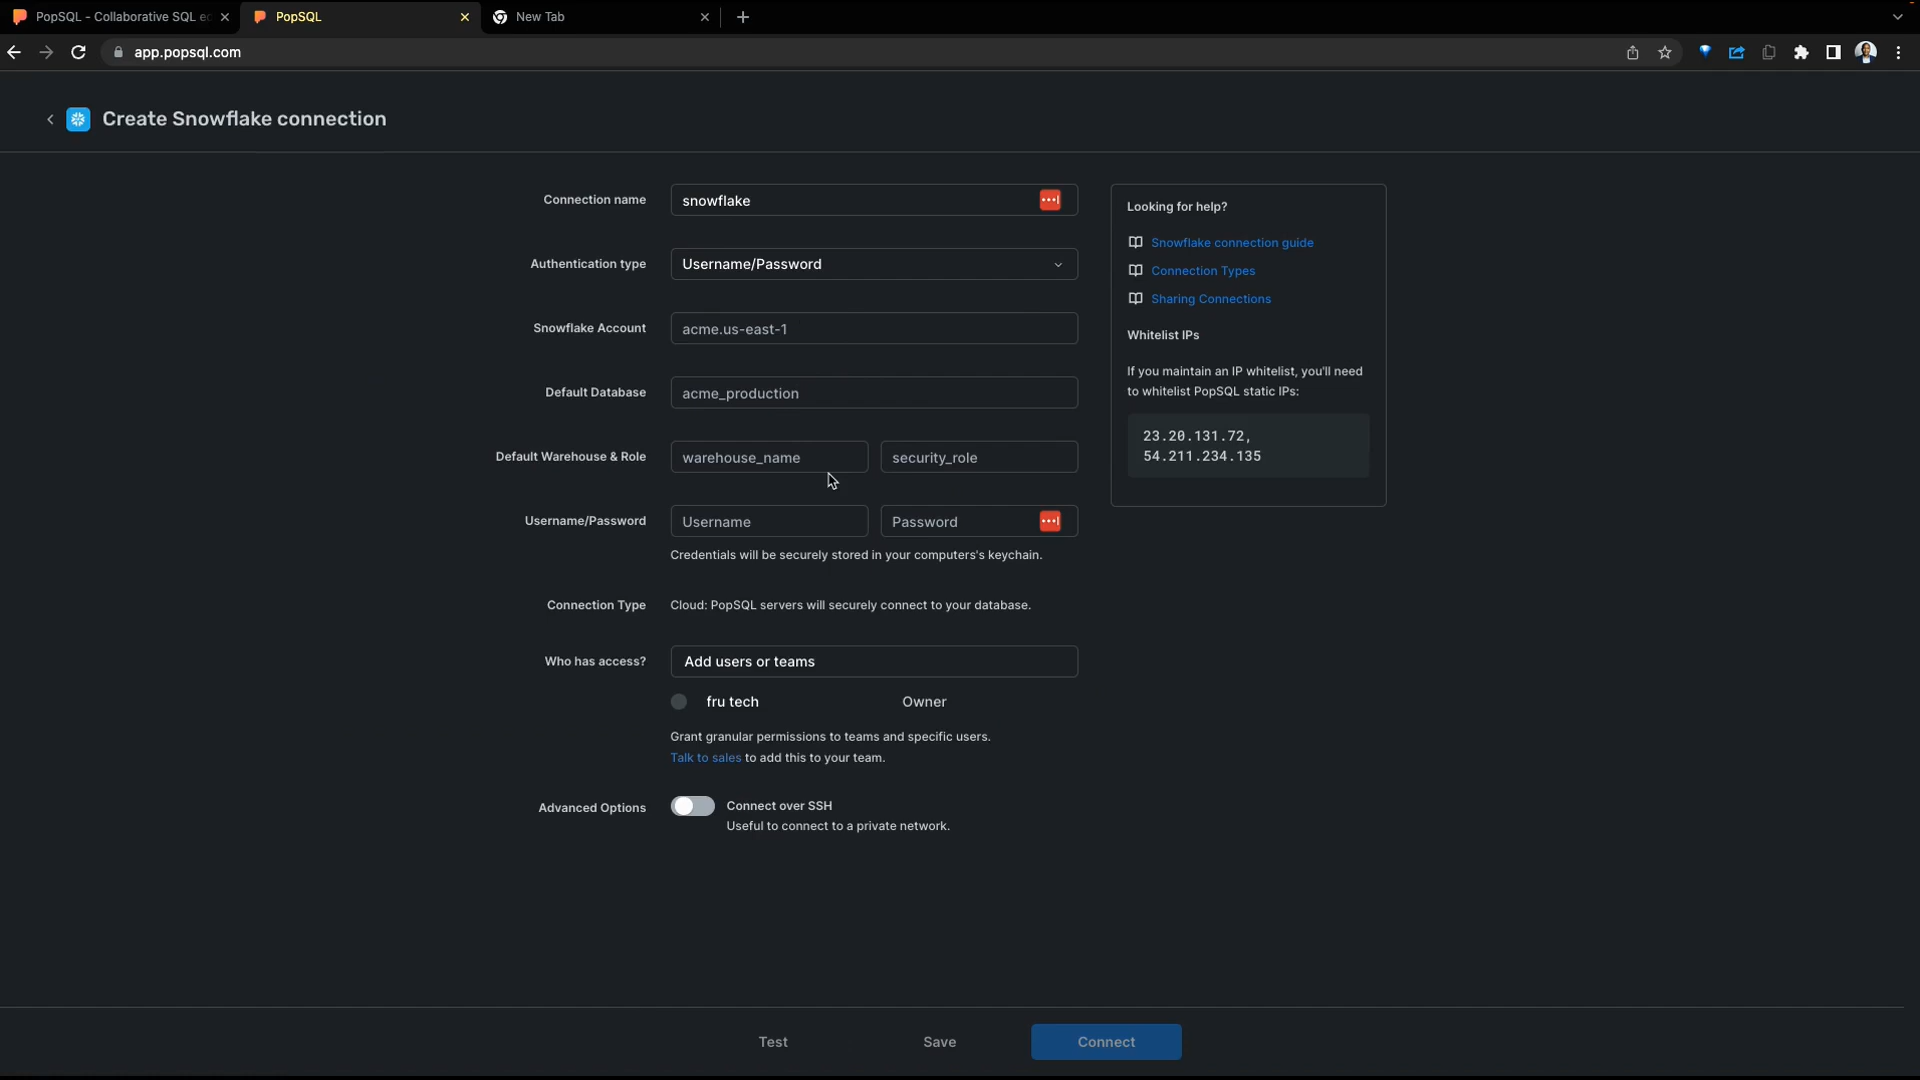 PopSQL - Collaborative SQL ed
PopSQL
New Tab
app.popsql.com
Create Snowflake connection
Connection name
snowflake
Authentication type
Username/Password
Snowflake Account
acme.us-east-1
Default Database
acme_production
Default Warehouse & Role
warehouse_name
security_role
Username/Password
Username
Password
Credentials will be securely stored in your computers's keychain.
Connection Type
Cloud: PopSQL servers will securely connect to your database.
Who has access?
Add users or teams
fru tech
Owner
Grant granular permissions to teams and specific users.
Talk to sales to add this to your team.
Advanced Options
Connect over SSH
Useful to connect to a private network.
Looking for help?
Snowflake connection guide
Connection Types
Sharing Connections
Whitelist IPs
If you maintain an IP whitelist, you'll need
to whitelist PopSQL static IPs:
23.20.131.72,
54.211.234.135
Test
Save
Connect